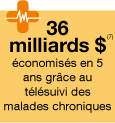 36
milliards $(7)
économisés en 5
ans grâce au
télésuivi des
malades chroniques